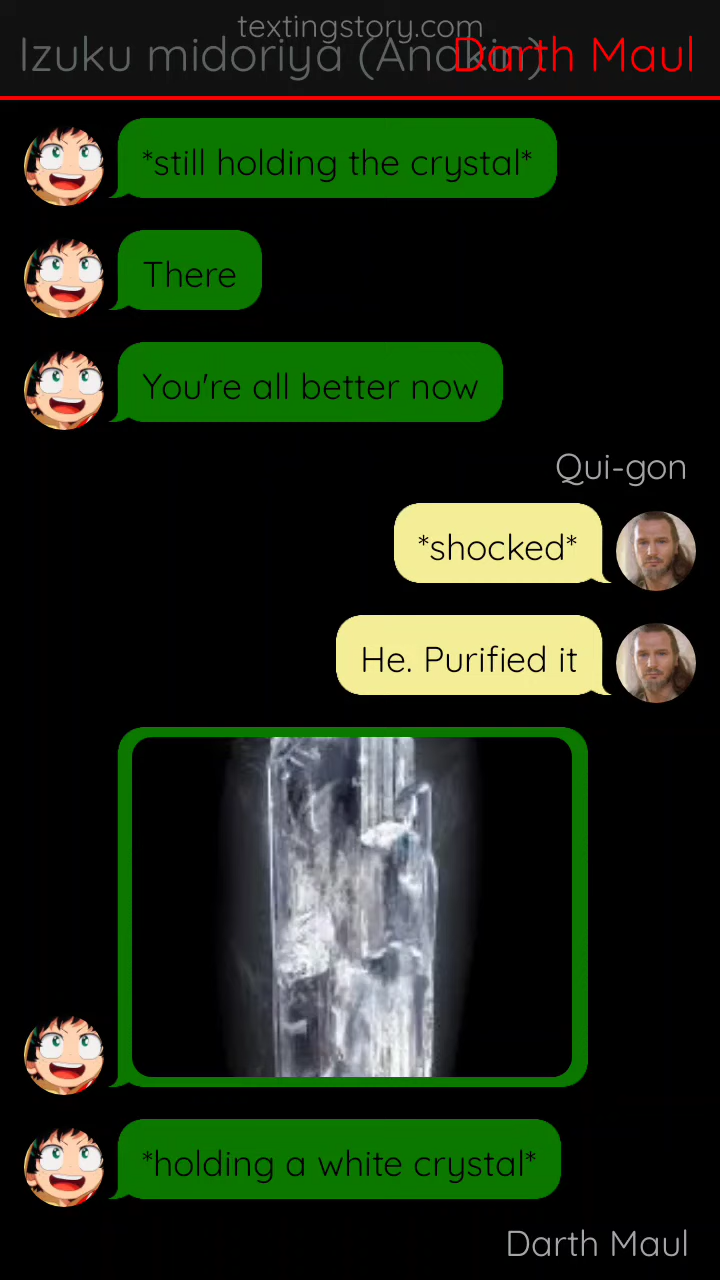 textingstory.com
Izuku midoriya (Anakin)
Darth Maul
*still holding the crystal*
There
You're all better now
Qui-gon
*shocked*
He. Purified it
*holding a white crystal*
Darth Maul